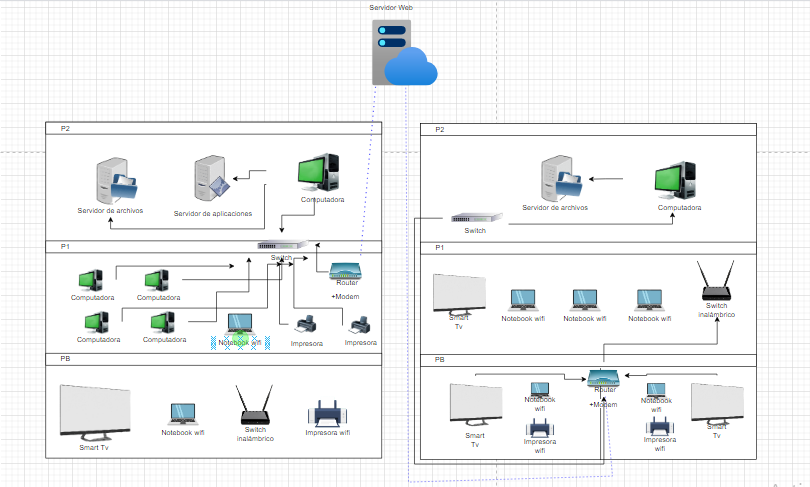 Servidor Web
P2
Servidor de archivos
Servidor de aplicaciones
Computadora
P1
Switch
Router
+Modem
Computadora
Computadora
Computadora
Computadora
Notebook wifi
Impresora
Impresora
PB
Smart Tv
Notebook wifi
Switch
inalámbrico
Impresora wifi
P2
Servidor de archivos
Computadora
Switch
P1
Smart
Tv
Notebook wifi
Notebook wifi
Notebook wifi
Switch
inalámbrico
PB
Router
+Modem
Smart
Tv
Notebook
wifi
Impresora
wifi
Notebook
wifi
Impresora
wifi
Smart
Tv